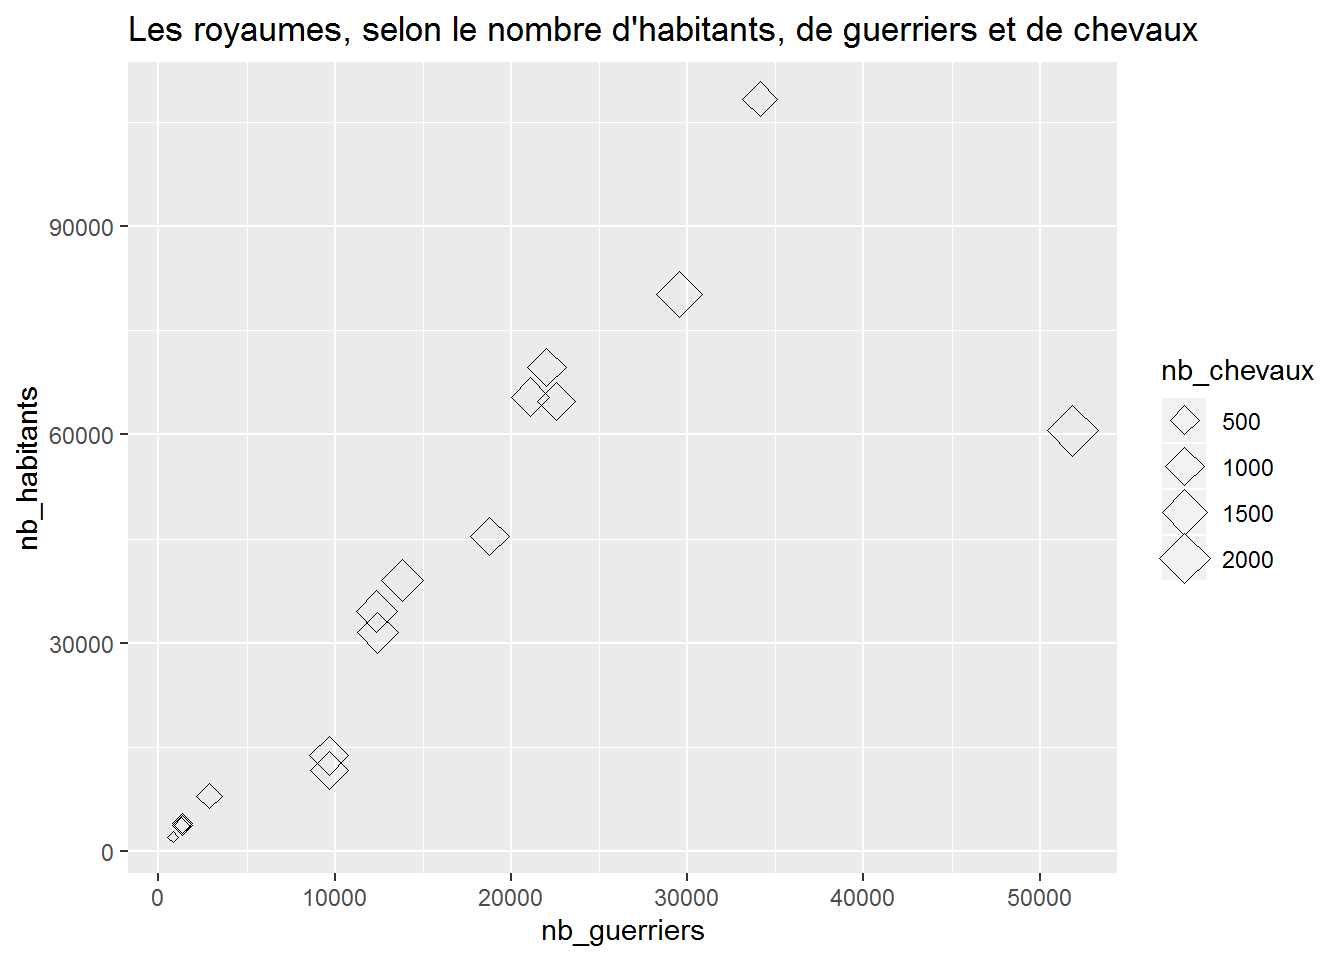 Les royaumes, selon le nombre d'habitants, de guerriers et de chevaux
90000
60000
30000
0
nb_habitants
0 10000 20000 30000 40000 50000
nb_guerriers
nb_chevaux
500
1000
1500
2000